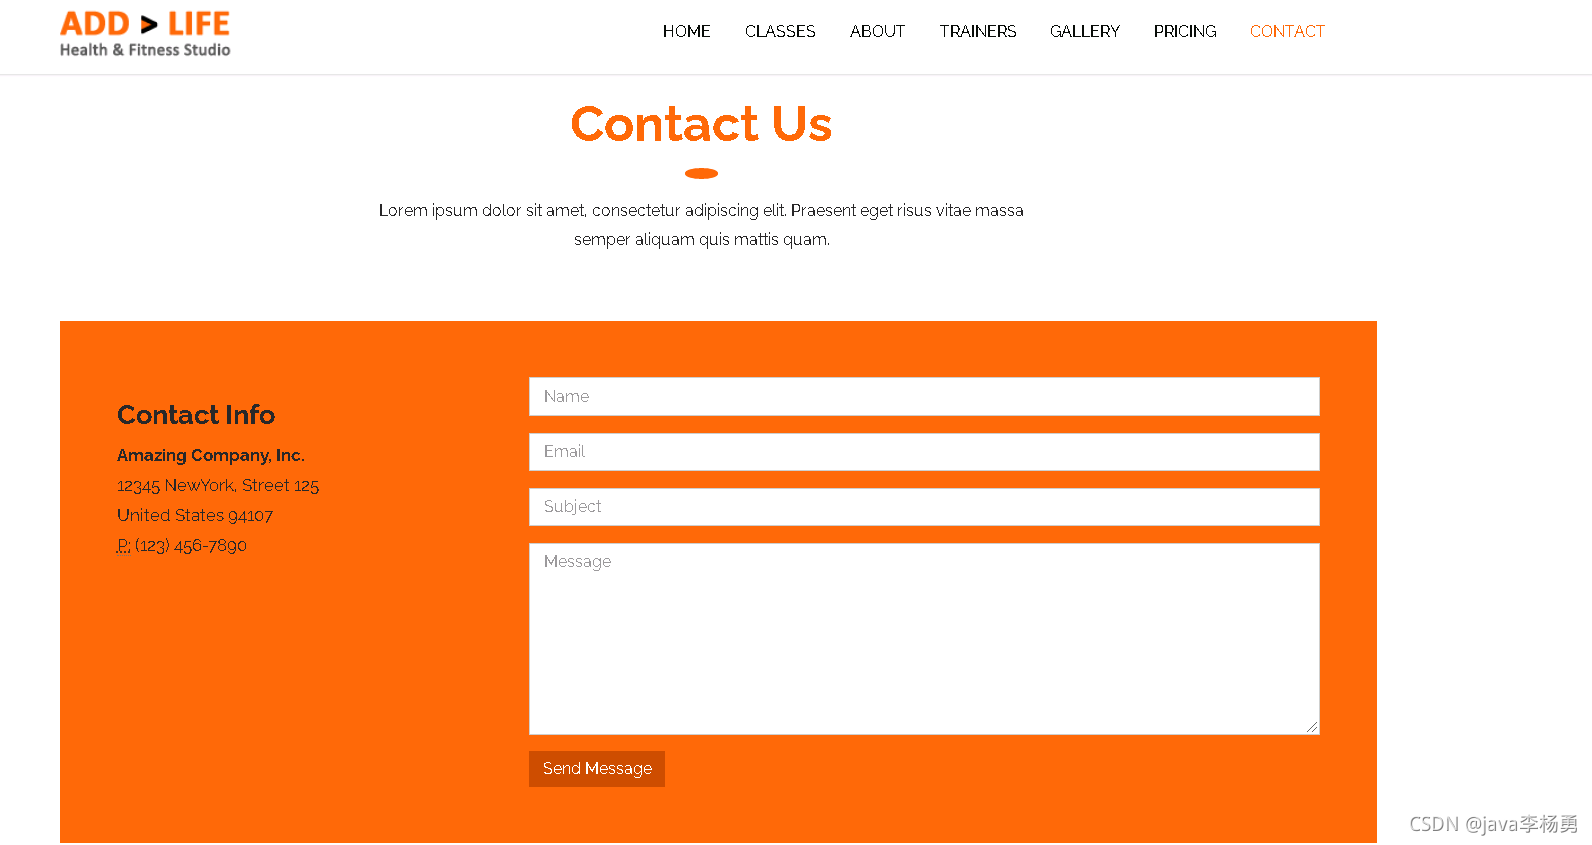 ADD > LIFE
Health & Fitness Studio
HOME CLASSES ABOUT TRAINERS GALLERY PRICING CONTACT
Contact Us
Lorem ipsum dolor sit amet, consectetur adipiscing elit. Praesent eget risus vitae massa
semper aliquam quis mattis quam.
Contact Info
Amazing Company, Inc.
12345 NewYork, Street 125
United States 94107
P: (123) 456-7890
Name
Email
Subject
Message
Send Message
CSDN @java李杨勇